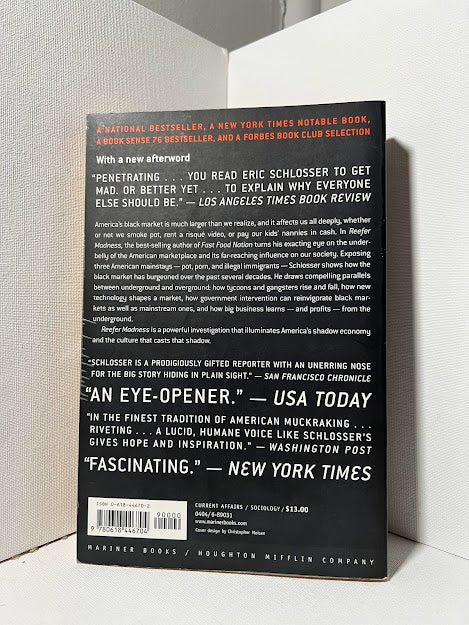 A NATIONAL BESTSELLER, A NEW YORK TIMES NOTABLE BOOK,
A BOOK SENSE 76 BESTSELLER, AND A FORBES BOOK CLUB SELECTION
With a new afterword
“PENETRATING . . . YOU READ ERIC SCHLOSSER TO GET
MAD. OR BETTER YET . . . TO EXPLAIN WHY EVERYONE
ELSE SHOULD BE.” — LOS ANGELES TIMES BOOK REVIEW
America's black market is much larger than we realize, and it affects us all deeply, whether
or not we smoke pot, rent a risqué video, or pay our kids' nannies in cash. In Reefer
Madness, the best-selling author of Fast Food Nation turns his exacting eye on the under-
belly of the American marketplace and its far-reaching influence on our society. Exposing
three American mainstays — pot, porn, and illegal immigrants — Schlosser shows how the
black market has burgeoned over the past several decades. He draws compelling parallels
between underground and overground: how tycoons and gangsters rise and fall, how new
technology shapes a market, how government intervention can reinvigorate black mar-
kets as well as mainstream ones, and how big business learns — and profits — from the
underground.
Reefer Madness is a powerful investigation that illuminates America's shadow economy
and the culture that casts that shadow.
“SCHLOSSER IS A PRODIGIOUSLY GIFTED REPORTER WITH AN UNERRING NOSE
FOR THE BIG STORY HIDING IN PLAIN SIGHT.” — SAN FRANCISCO CHRONICLE
“AN EYE-OPENER.” — USA TODAY
“IN THE FINEST TRADITION OF AMERICAN MUCKRAKING . . .
RIVETING . . . A LUCID, HUMANE VOICE LIKE SCHLOSSER'S
GIVES HOPE AND INSPIRATION.” — WASHINGTON POST
“FASCINATING.” — NEW YORK TIMES
ISBN 0-618-44670-2
90000
9 780618 446704
CURRENT AFFAIRS / SOCIOLOGY / $13.00
0404/6-89031
www.marinerbooks.com
Cover design by Christopher Moisan
MARINER BOOKS / HOUGHTON MIFFLIN COMPANY